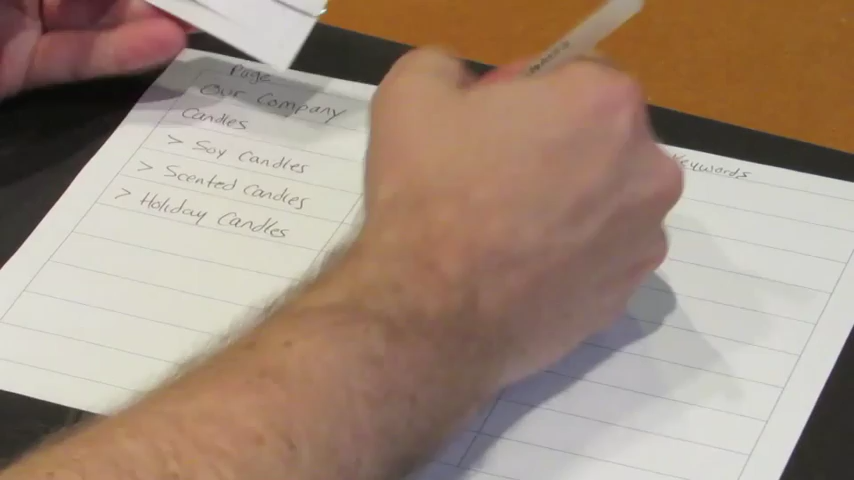 Page
Our Company
Candles
> Soy Candles
> Scented Candles
> Holiday Candles
Keywords